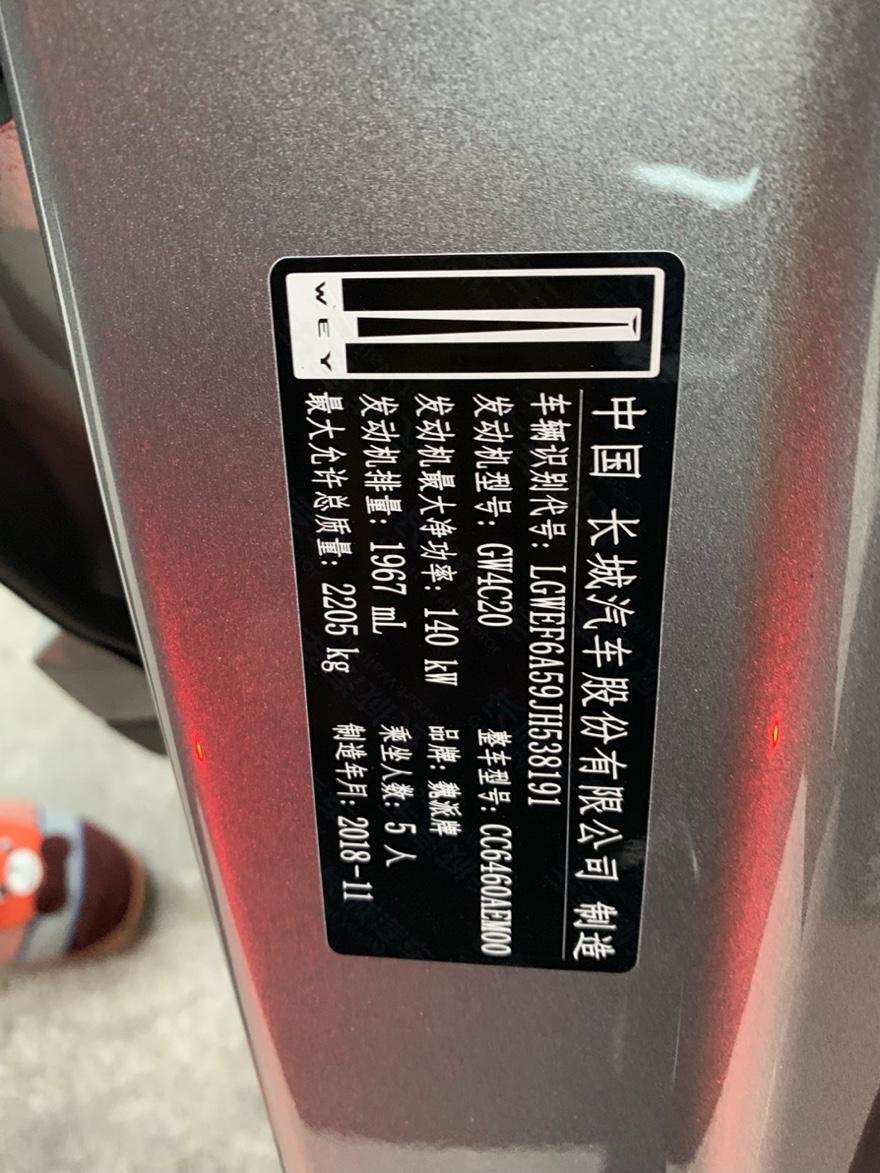 WEY
中国 长城汽车股份有限公司 制造
车辆识别代号: LGWEF6A59JH538191
发动机型号: GW4C20 整车型号: CC6460AEM00
发动机最大净功率: 140 kW 品牌: 魏派牌
发动机排量: 1967 mL 乘坐人数: 5 人
最大允许总质量: 2205 kg 制造年月: 2018-11